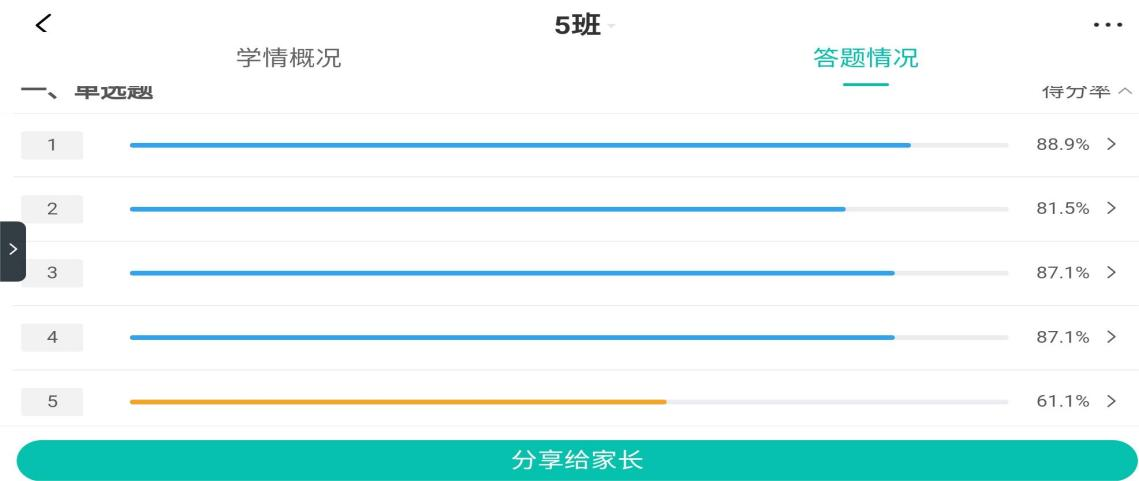 5班
学情概况 答题情况
一、单选题 得分率
1 88.9%
2 81.5%
3 87.1%
4 87.1%
5 61.1%
分享给家长